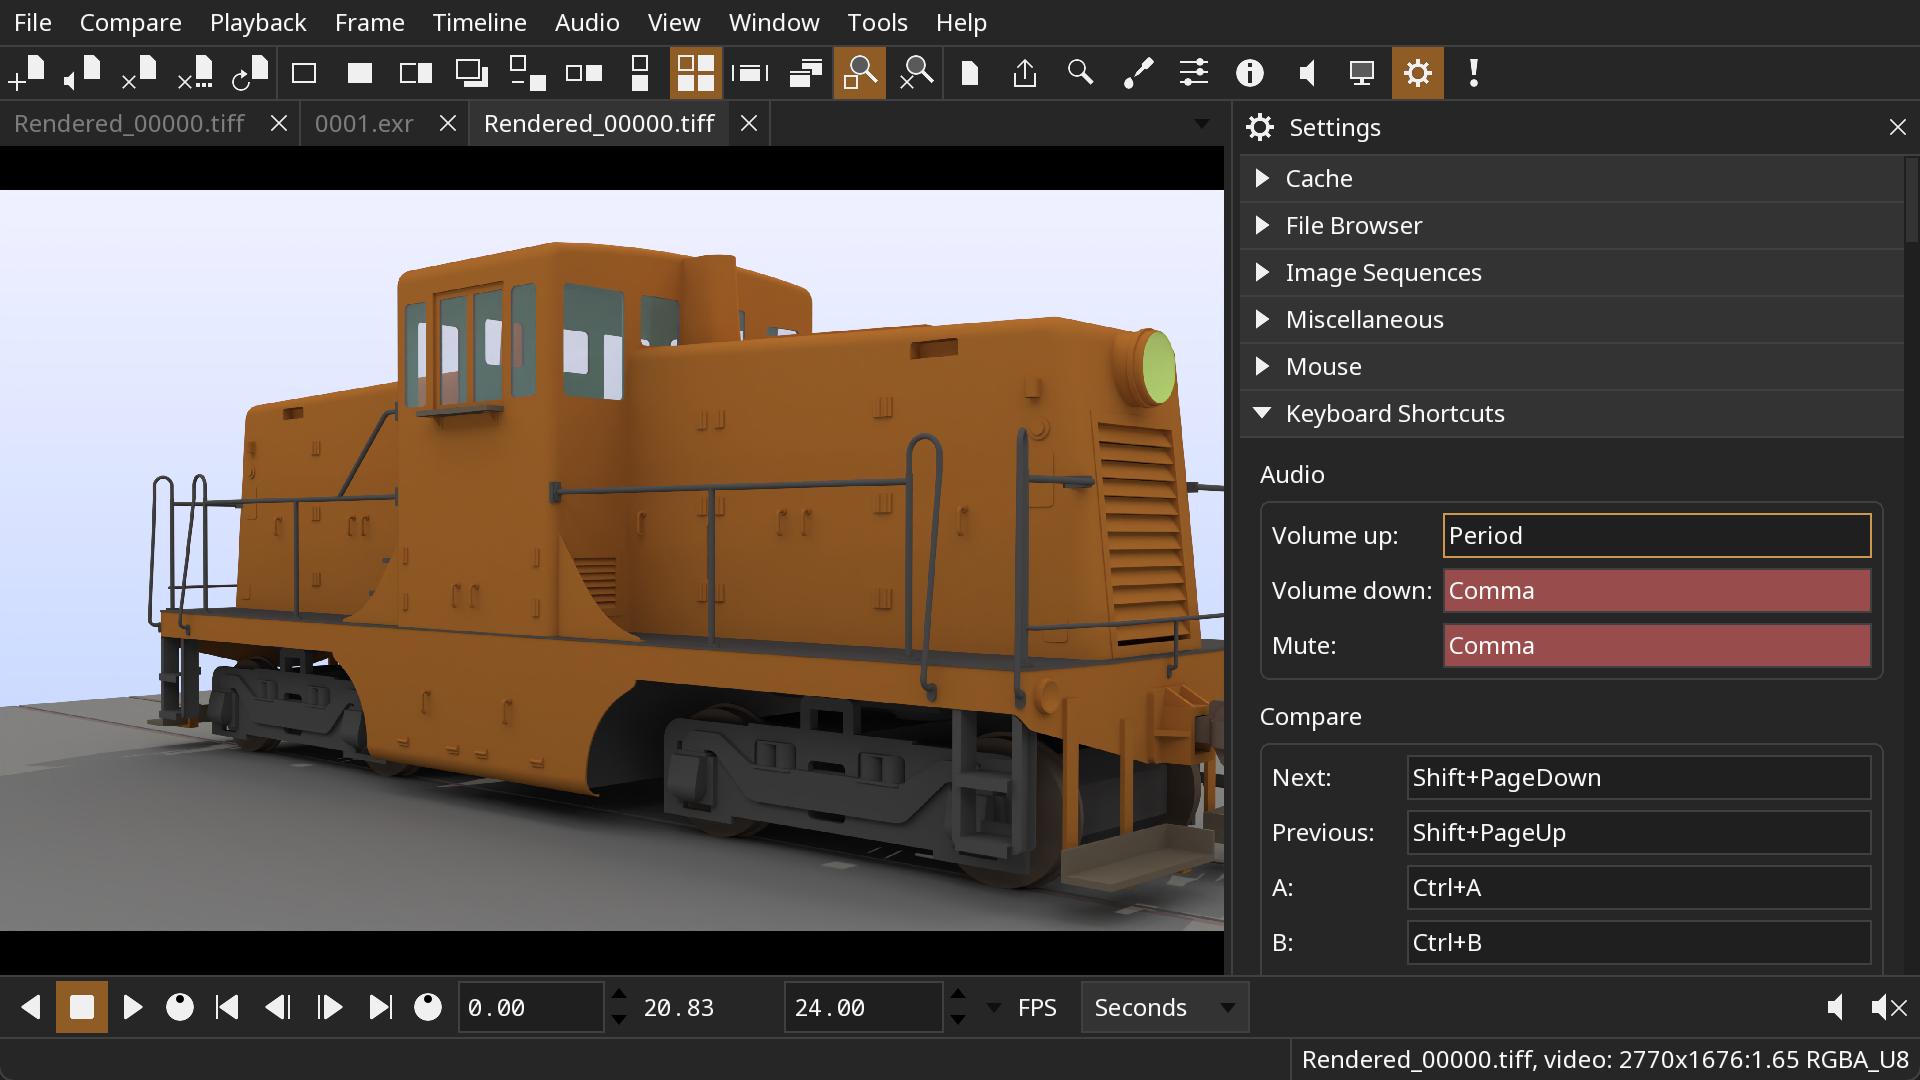 File Compare Playback Frame Timeline Audio View Window Tools Help
Rendered_00000.tiff 0001.exr Rendered_00000.tiff
Settings
Cache
File Browser
Image Sequences
Miscellaneous
Mouse
Keyboard Shortcuts
Audio
Volume up: Period
Volume down: Comma
Mute: Comma
Compare
Next: Shift+PageDown
Previous: Shift+PageUp
A: Ctrl+A
B: Ctrl+B
0.00 20.83 24.00 FPS Seconds
Rendered_00000.tiff, video: 2770x1676:1.65 RGBA_U8